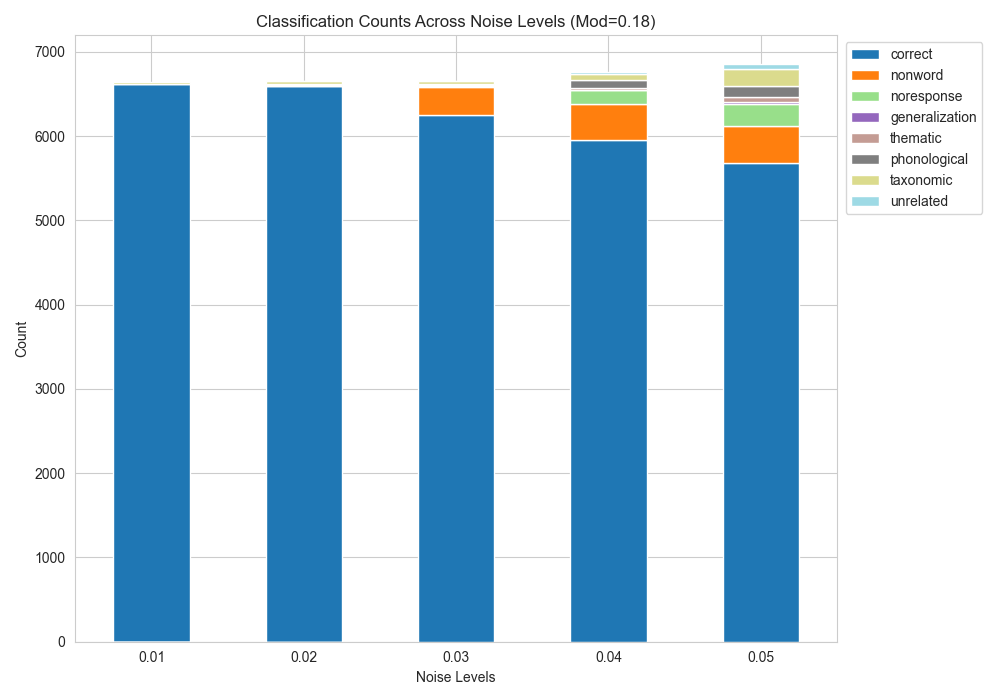 Classification Counts Across Noise Levels (Mod=0.18)
7000
6000
5000
4000
3000
2000
1000
0
Count
0.01 0.02 0.03 0.04 0.05
Noise Levels
correct
nonword
noresponse
generalization
thematic
phonological
taxonomic
unrelated